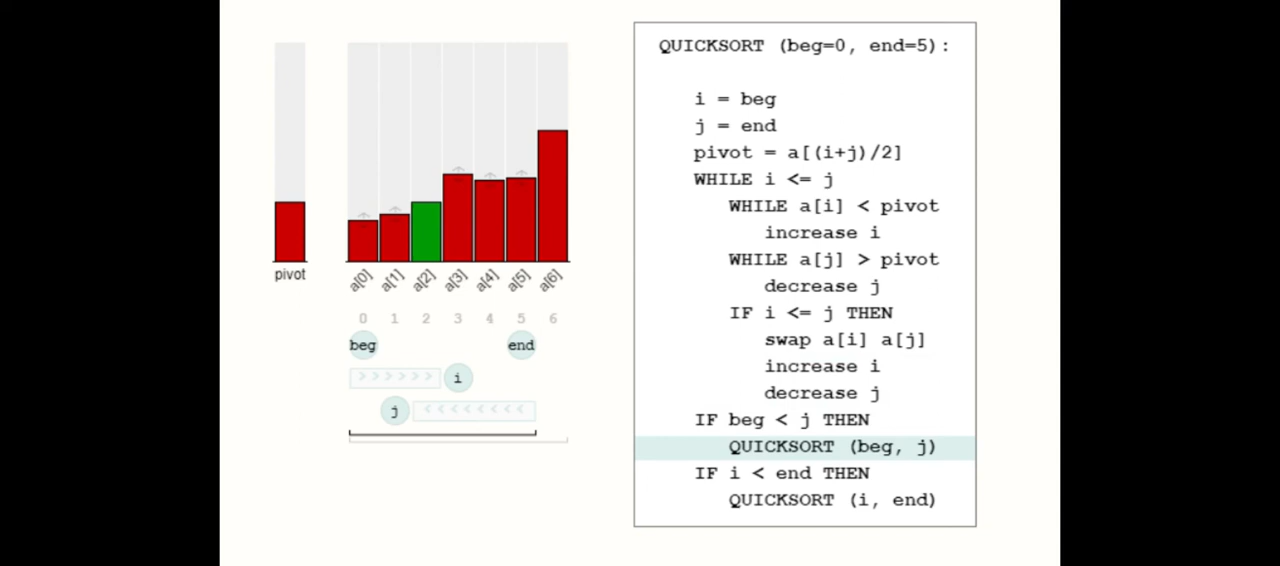 QUICKSORT (beg=0, end=5):
i = beg
j = end
pivot = a[(i+j)/2]
WHILE i <= j
WHILE a[i] < pivot
increase i
WHILE a[j] > pivot
decrease j
IF i <= j THEN
swap a[i] a[j]
increase i
decrease j
IF beg < j THEN
QUICKSORT (beg, j)
IF i < end THEN
QUICKSORT (i, end)
pivot a[0] a[1] a[2] a[3] a[4] a[5] a[6]
0 1 2 3 4 5 6
beg end
> > > > > > i
j < < < < < < < <